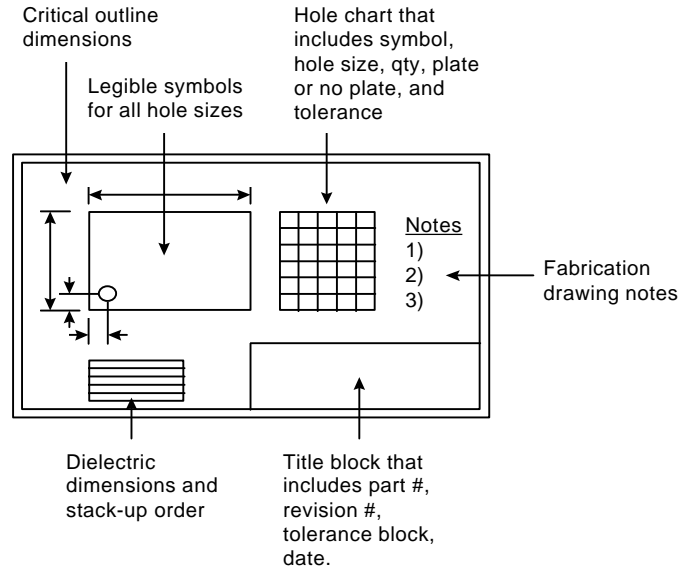 Critical outline
dimensions
Legible symbols
for all hole sizes
Hole chart that
includes symbol,
hole size, qty, plate
or no plate, and
tolerance
Notes
1)
2)
3)
Fabrication
drawing notes
Dielectric
dimensions and
stack-up order
Title block that
includes part #,
revision #,
tolerance block,
date.